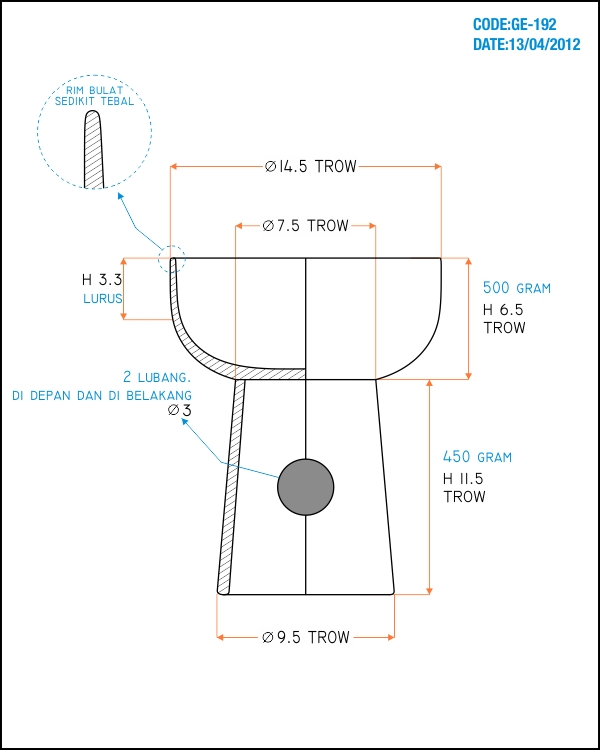 CODE:GE-192
DATE:13/04/2012
RIM BULAT
SEDIKIT TEBAL
Ø14.5 TROW
Ø7.5 TROW
H 3.3
LURUS
500 GRAM
H 6.5
TROW
2 LUBANG.
DI DEPAN DAN DI BELAKANG
Ø3
450 GRAM
H 11.5
TROW
Ø9.5 TROW